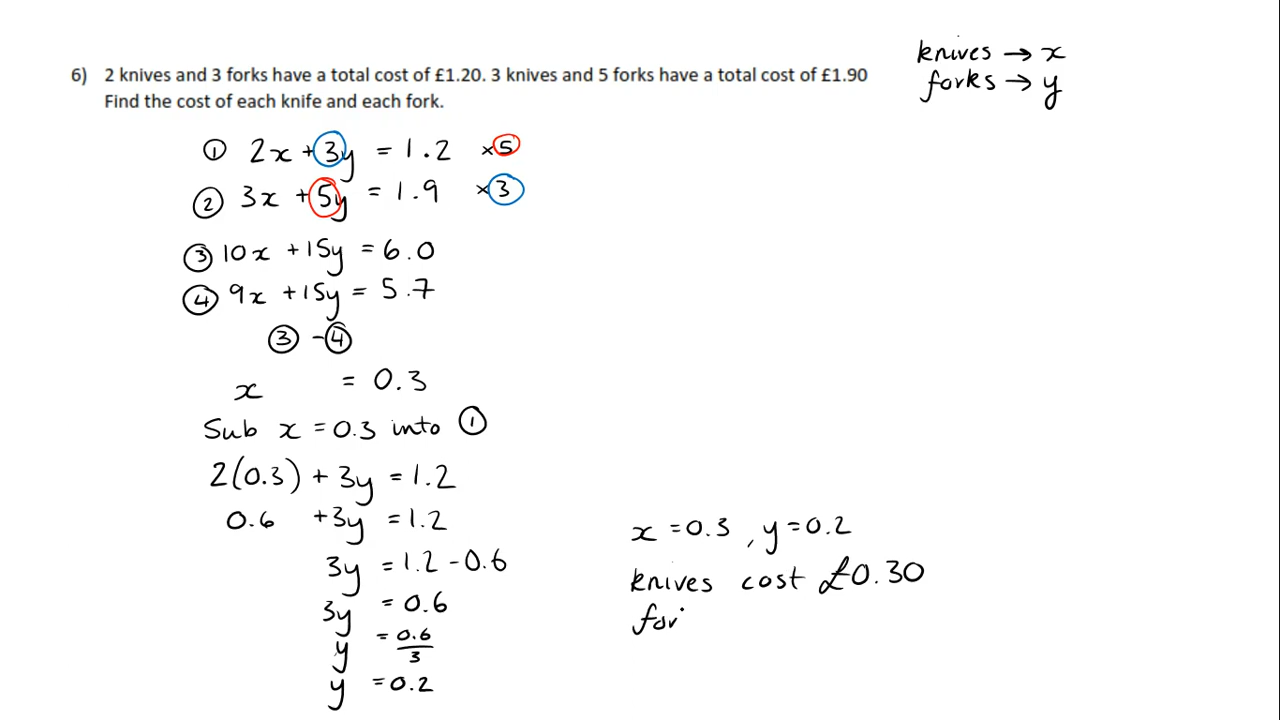 knives → x
forks → y
6) 2 knives and 3 forks have a total cost of £1.20. 3 knives and 5 forks have a total cost of £1.90
Find the cost of each knife and each fork.
① 2x + 3y = 1.2 ×5
② 3x + 5y = 1.9 ×3
③ 10x + 15y = 6.0
④ 9x + 15y = 5.7
③ - ④
x = 0.3
Sub x = 0.3 into ①
2(0.3) + 3y = 1.2
0.6 + 3y = 1.2
3y = 1.2 - 0.6
3y = 0.6
y = 0.6/3
y = 0.2
x = 0.3, y = 0.2
knives cost £0.30
for